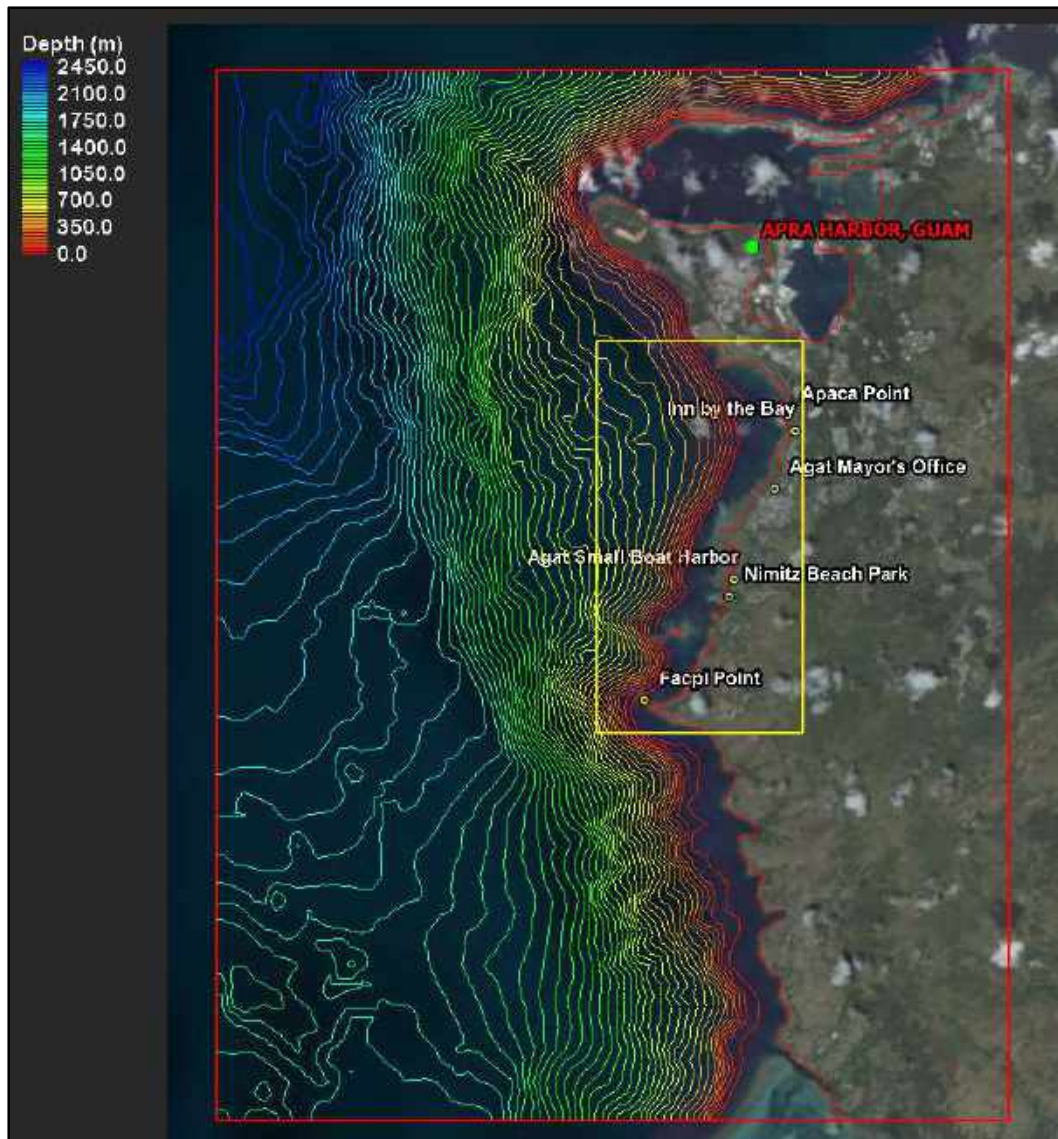 Depth (m)
2450.0
2100.0
1750.0
1400.0
1050.0
700.0
350.0
0.0
APRA HARBOR, GUAM
Apaca Point
Inn by the Bay
Agat Mayor's Office
Agat Small Boat Harbor
Nimitz Beach Park
Facpi Point